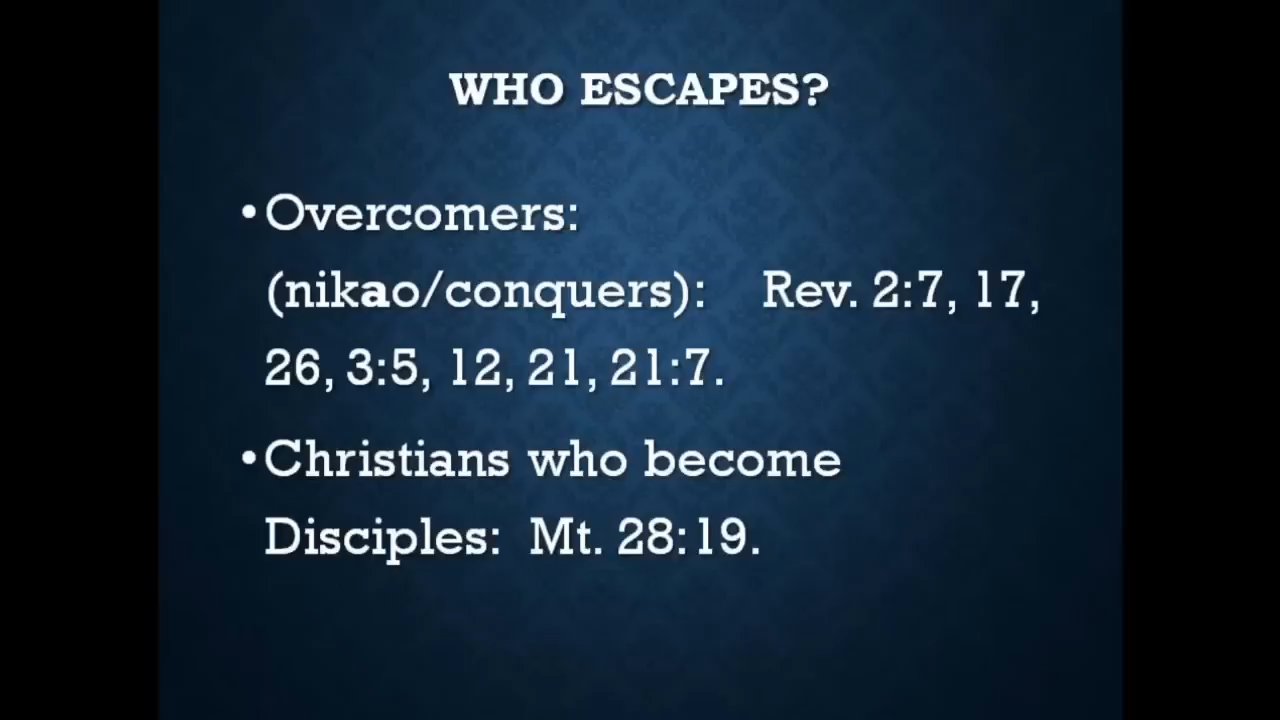 WHO ESCAPES?
•Overcomers:
(nikao/conquers): Rev. 2:7, 17,
26, 3:5, 12, 21, 21:7.
•Christians who become
Disciples: Mt. 28:19.